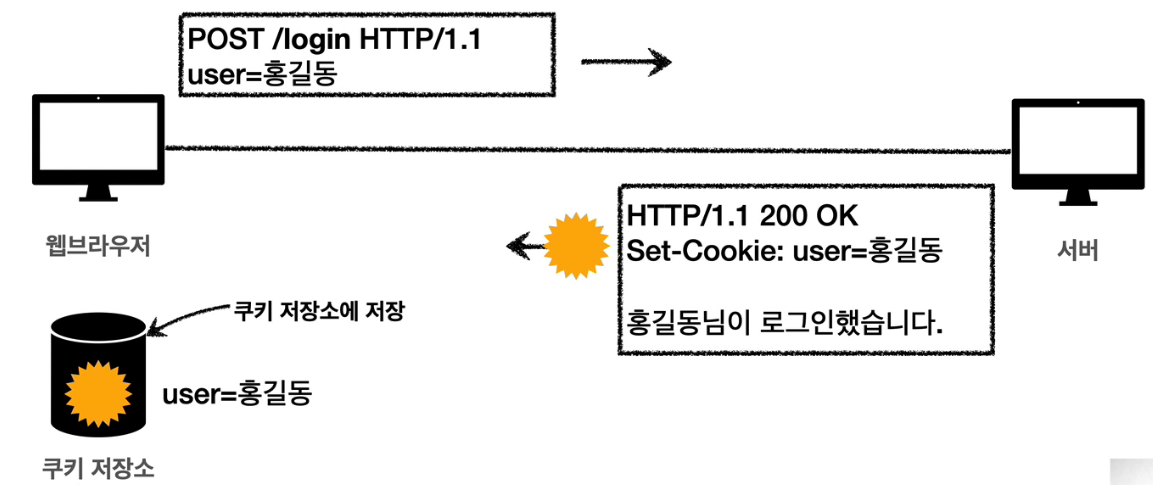 POST /login HTTP/1.1
user=홍길동
웹브라우저
HTTP/1.1 200 OK
Set-Cookie: user=홍길동
홍길동님이 로그인했습니다.
서버
쿠키 저장소에 저장
user=홍길동
쿠키 저장소